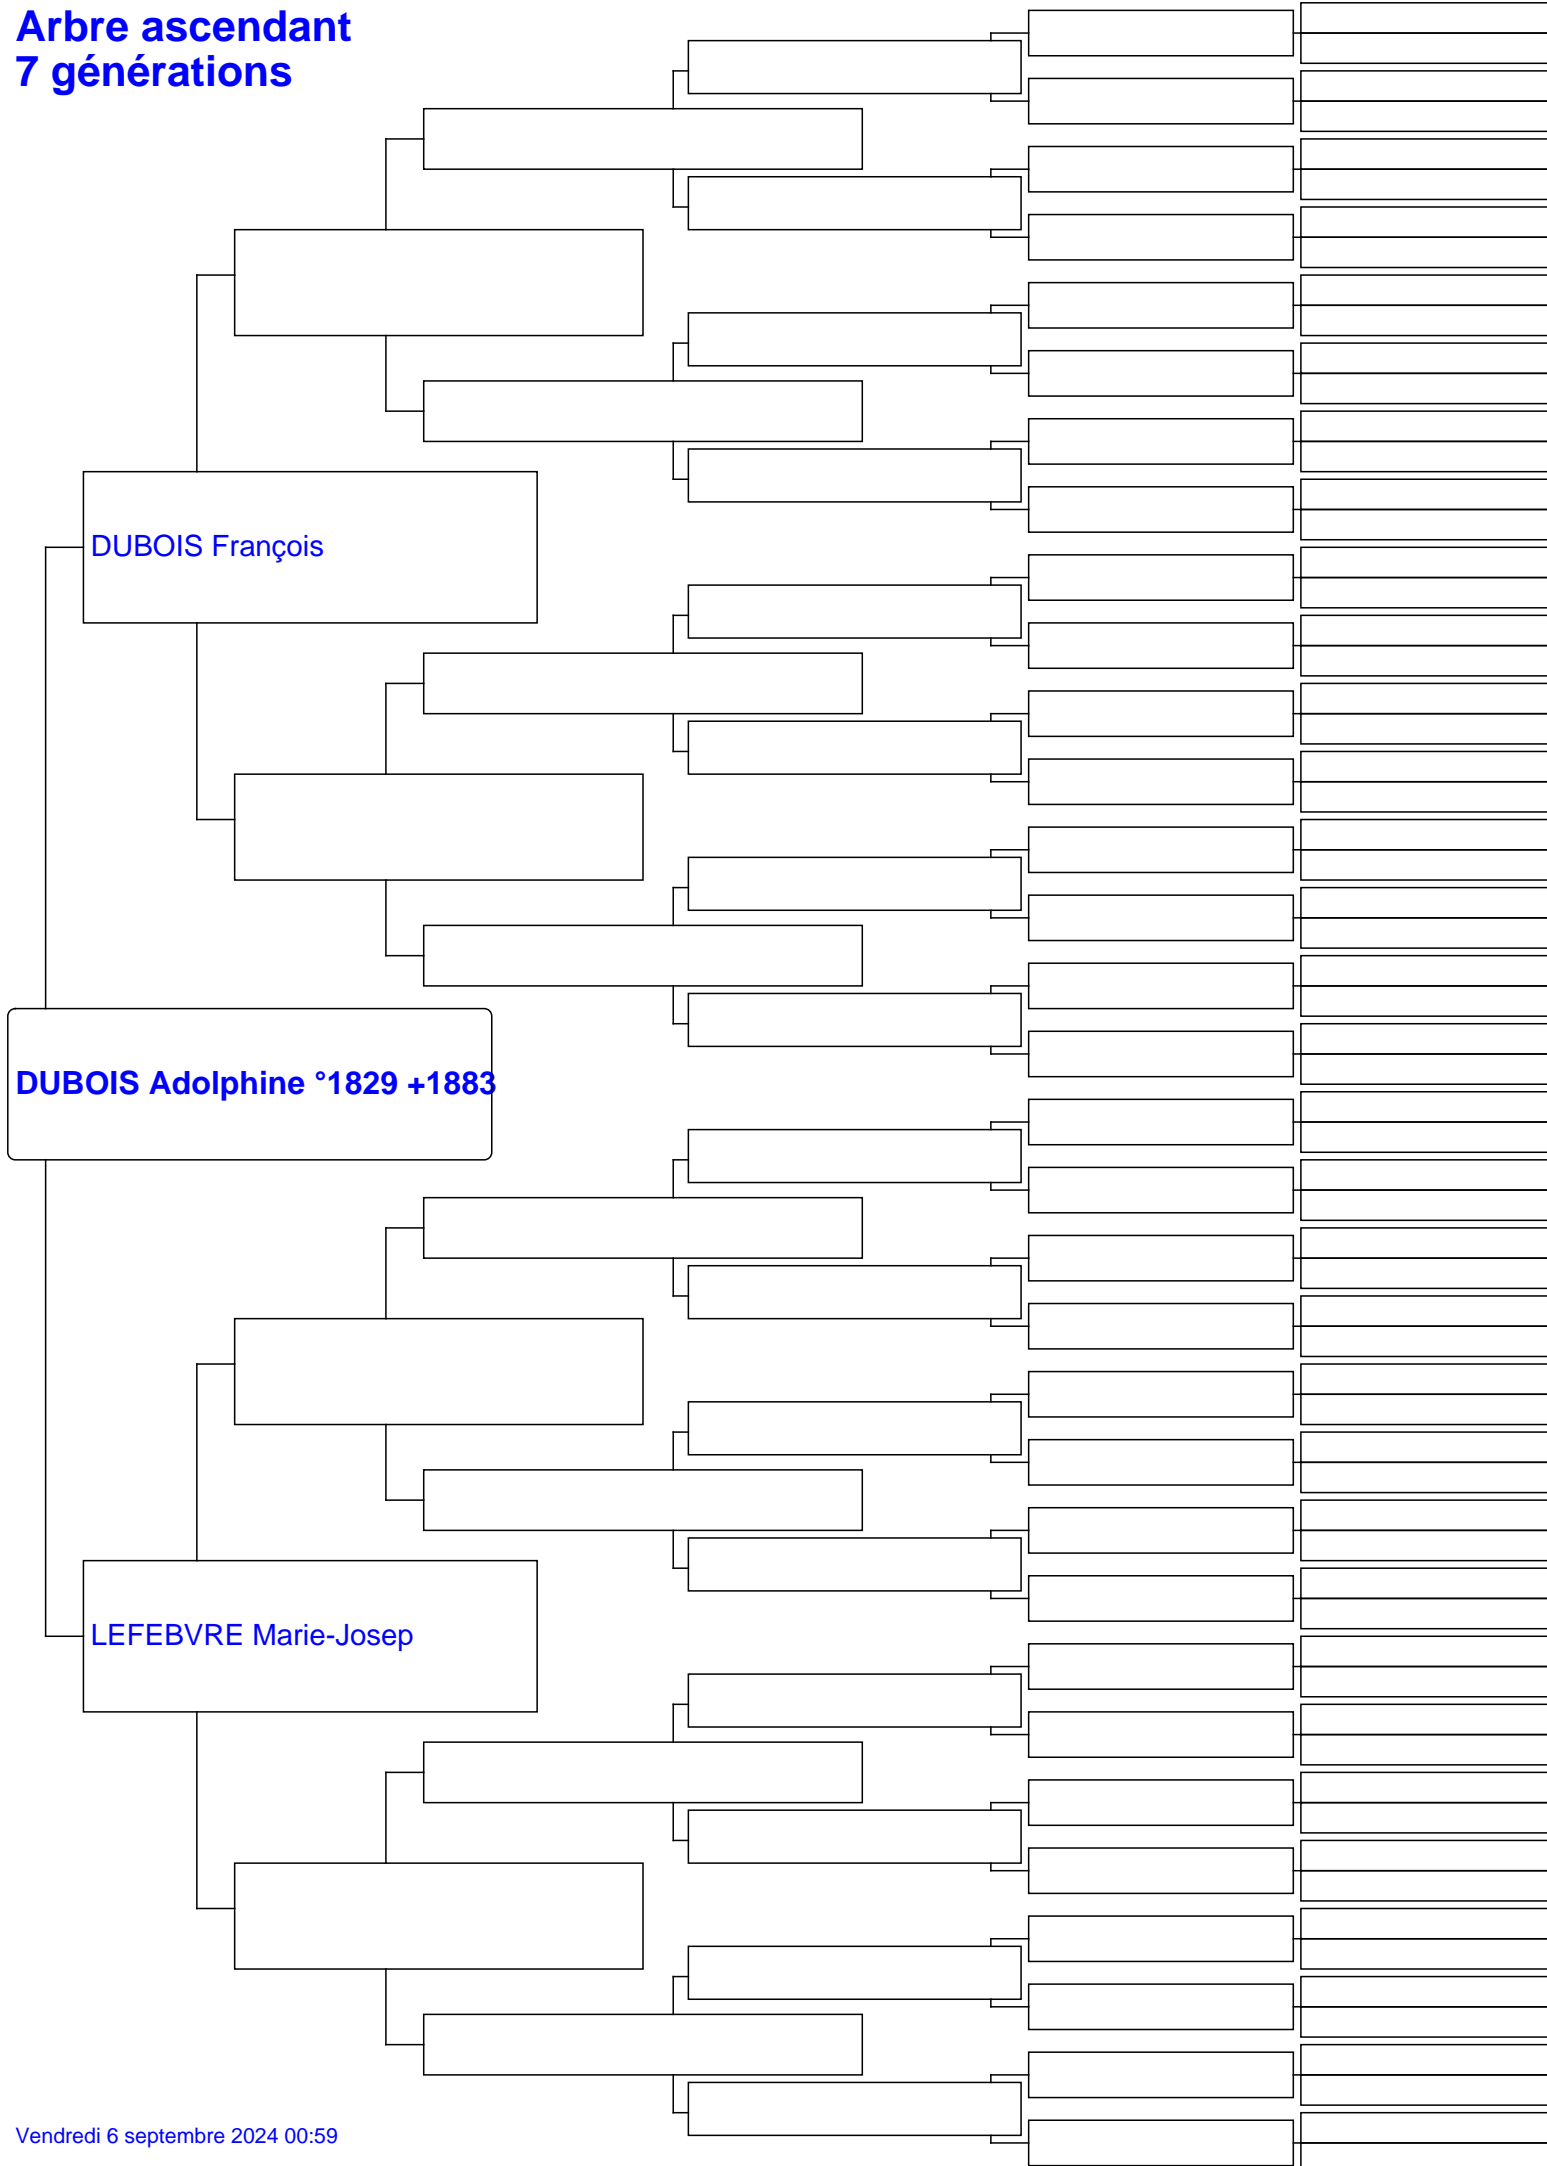 Arbre ascendant
7 générations
DUBOIS François
DUBOIS Adolphine °1829 +1883
LEFEBVRE Marie-Josep
Vendredi 6 septembre 2024 00:59